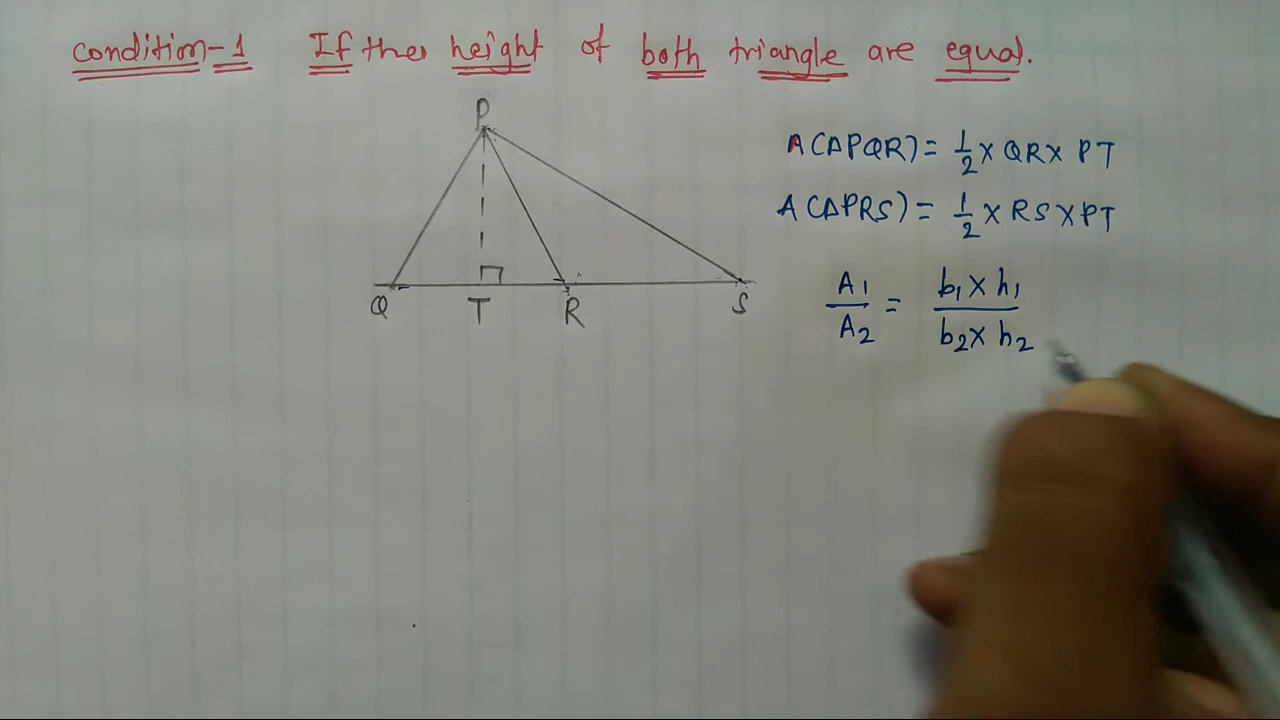 condition-1 If the height of both triangle are equal.
P
Q T R S
A(ΔPQR) = 1/2 × QR × PT
A(ΔPRS) = 1/2 × RS × PT
A1/A2 = b1 × h1/b2 × h2